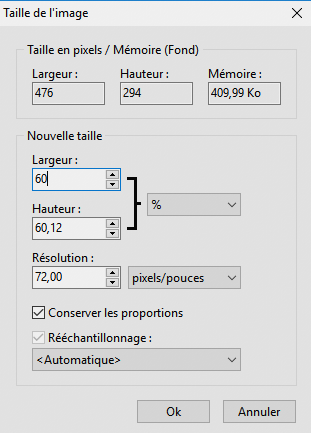 Taille de l'image
Taille en pixels / Mémoire (Fond)
Largeur : Hauteur : Mémoire :
476 294 409,99 Ko
Nouvelle taille
Largeur :
60
%
Hauteur :
60,12
Résolution :
72,00 pixels/pouces
Conserver les proportions
Rééchantillonnage :
<Automatique>
Ok Annuler